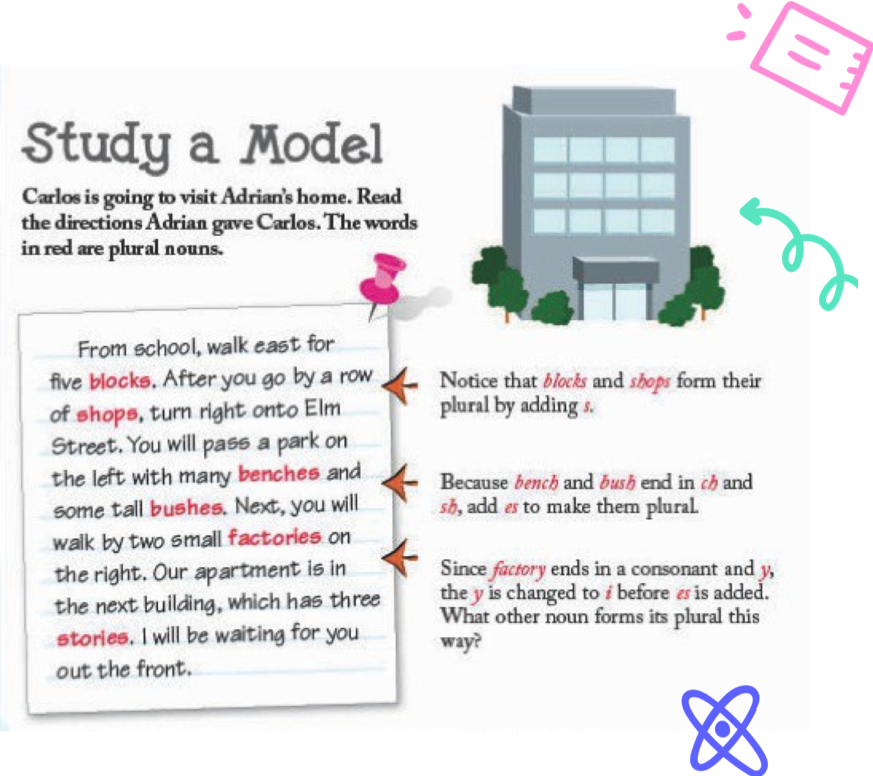 Study a Model
Carlos is going to visit Adrian's home. Read
the directions Adrian gave Carlos. The words
in red are plural nouns.
From school, walk east for
five blocks. After you go by a row
of shops, turn right onto Elm
Street. You will pass a park on
the left with many benches and
some tall bushes. Next, you will
walk by two small factories on
the right. Our apartment is in
the next building, which has three
stories. I will be waiting for you
out the front.
Notice that blocks and shops form their
plural by adding s.
Because bench and bush end in ch and
sh, add es to make them plural.
Since factory ends in a consonant and y,
the y is changed to i before es is added.
What other noun forms its plural this
way?